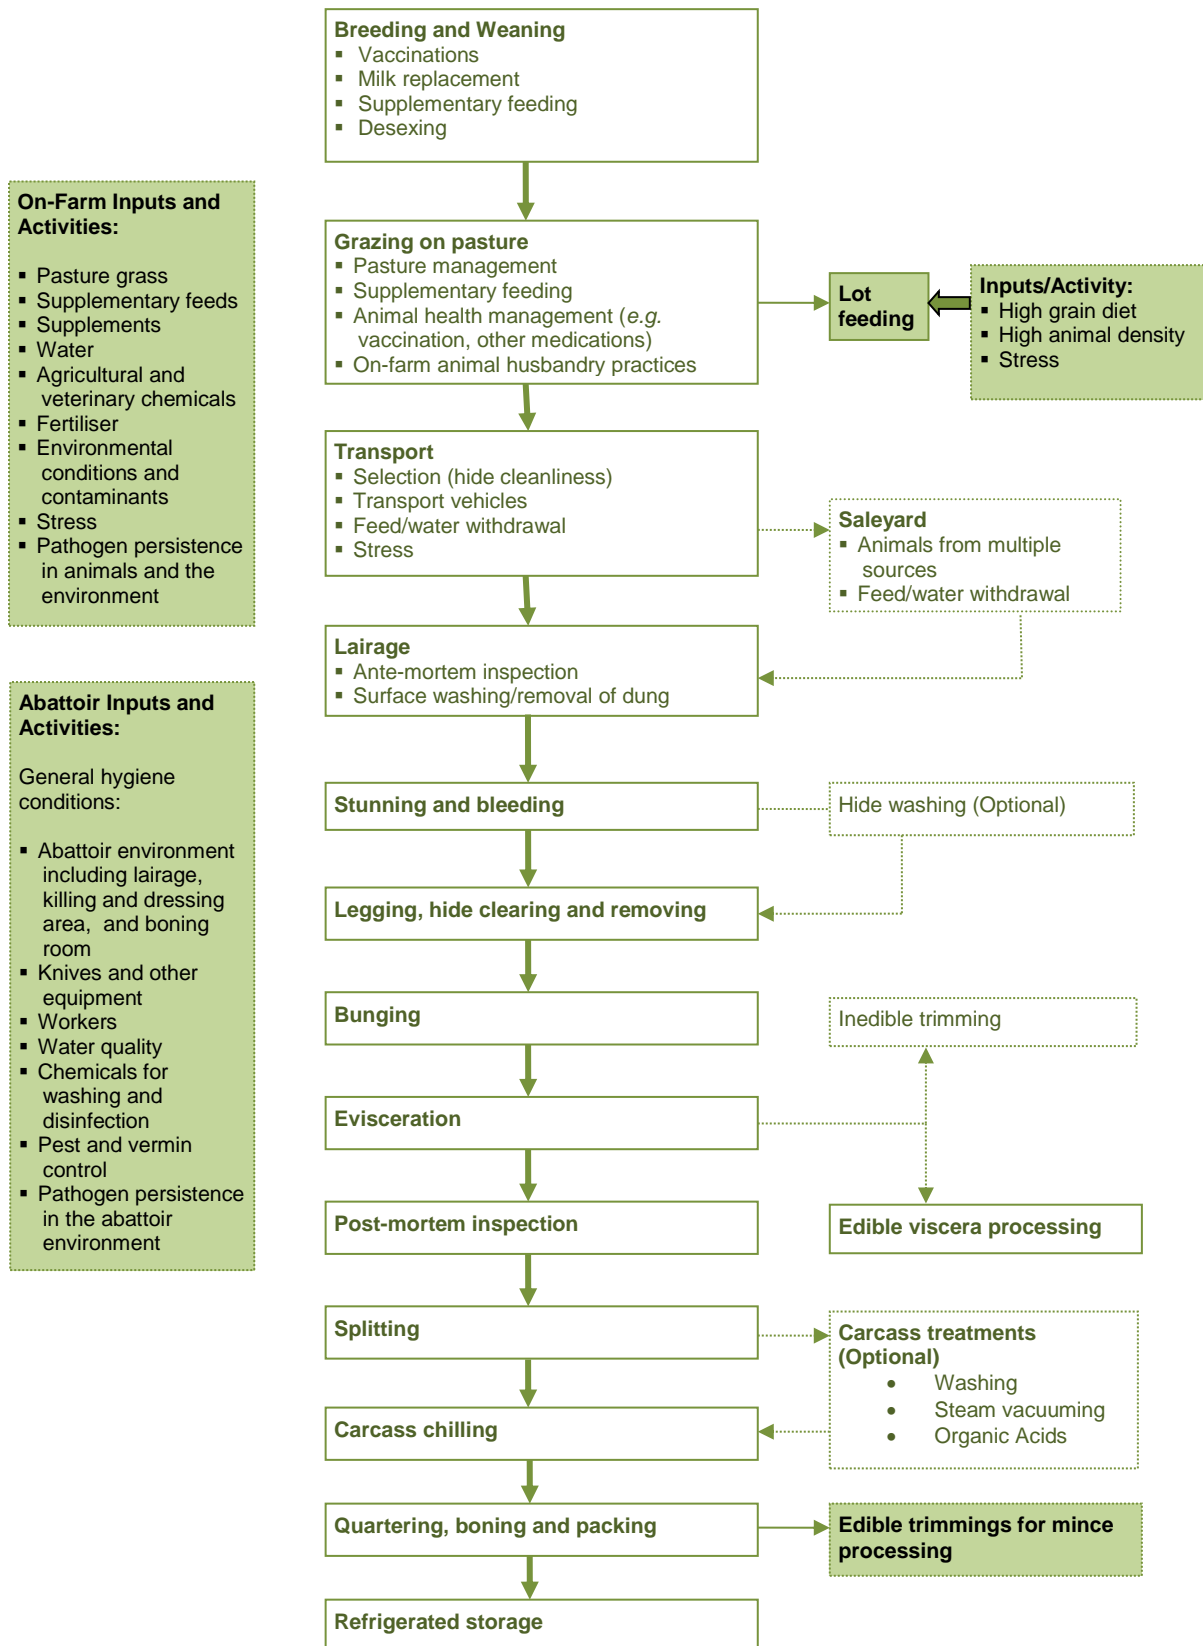 Breeding and Weaning
▪ Vaccinations
▪ Milk replacement
▪ Supplementary feeding
▪ Desexing
On-Farm Inputs and
Activities:
▪ Pasture grass
▪ Supplementary feeds
▪ Supplements
▪ Water
▪ Agricultural and
veterinary chemicals
▪ Fertiliser
▪ Environmental
conditions and
contaminants
▪ Stress
▪ Pathogen persistence
in animals and the
environment
Grazing on pasture
▪ Pasture management
▪ Supplementary feeding
▪ Animal health management (e.g.
vaccination, other medications)
▪ On-farm animal husbandry practices
Lot
feeding
Inputs/Activity:
▪ High grain diet
▪ High animal density
▪ Stress
Transport
▪ Selection (hide cleanliness)
▪ Transport vehicles
▪ Feed/water withdrawal
▪ Stress
Saleyard
▪ Animals from multiple
sources
▪ Feed/water withdrawal
Lairage
▪ Ante-mortem inspection
▪ Surface washing/removal of dung
Abattoir Inputs and
Activities:
General hygiene
conditions:
▪ Abattoir environment
including lairage,
killing and dressing
area, and boning
room
▪ Knives and other
equipment
▪ Workers
▪ Water quality
▪ Chemicals for
washing and
disinfection
▪ Pest and vermin
control
▪ Pathogen persistence
in the abattoir
environment
Stunning and bleeding
Hide washing (Optional)
Legging, hide clearing and removing
Bunging
Inedible trimming
Evisceration
Post-mortem inspection
Edible viscera processing
Splitting
Carcass treatments
(Optional)
• Washing
• Steam vacuuming
• Organic Acids
Carcass chilling
Quartering, boning and packing
Edible trimmings for mince
processing
Refrigerated storage